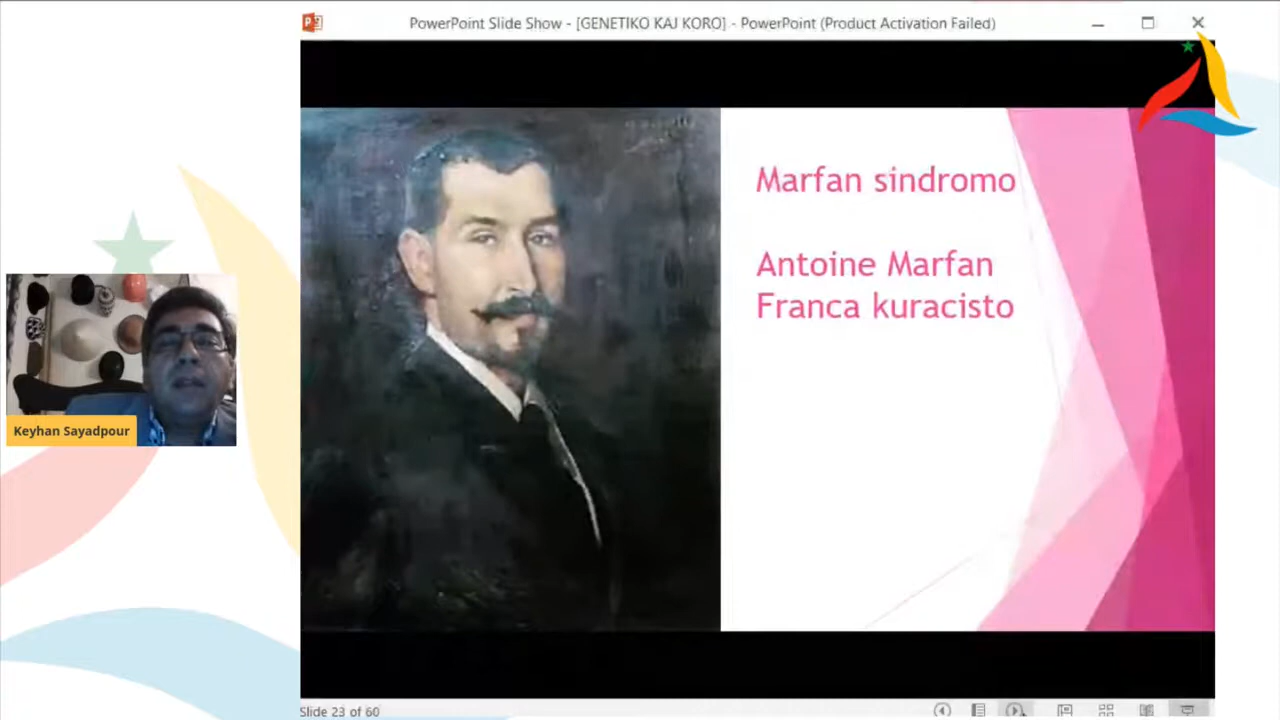 PowerPoint Slide Show - [GENETIKO KAJ KORO] - PowerPoint (Product Activation Failed)
Marfan sindromo
Antoine Marfan
Franca kuracisto
Keyhan Sayadpour
Slide 23 of 60